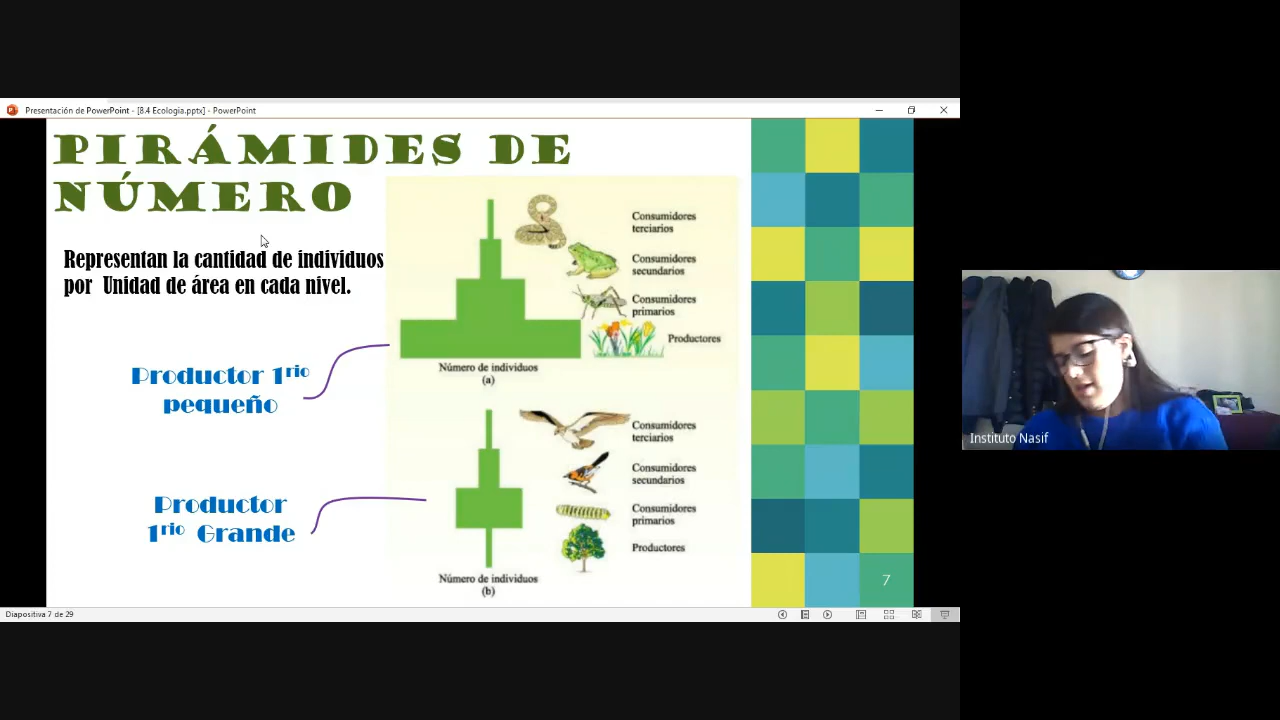 Presentación de PowerPoint - [8.4 Ecologia.pptx] - PowerPoint
PIRÁMIDES DE
NÚMERO
Representan la cantidad de individuos
por Unidad de área en cada nivel.
Productor 1rio
pequeño
Productor
1rio Grande
Consumidores
terciarios
Consumidores
secundarios
Consumidores
primarios
Productores
Número de individuos
(a)
Consumidores
terciarios
Consumidores
secundarios
Consumidores
primarios
Productores
Número de individuos
(b)
7
Diapositiva 7 de 29
Instituto Nasif